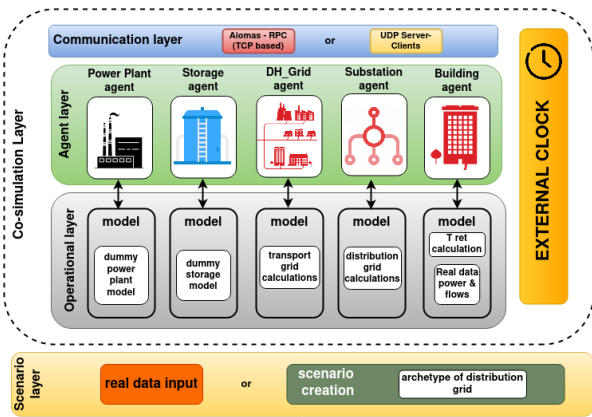 Communication layer
Aiomas - RPC
(TCP based)
or
UDP Server-
Clients
Co-simulation Layer
Agent layer
Power Plant
agent
Storage
agent
DH_Grid
agent
Substation
agent
Building
agent
EXTERNAL CLOCK
Operational layer
model
dummy
power
plant
model
model
dummy
storage
model
model
transport
grid
calculations
model
distribution
grid
calculations
model
T ret
calculation
Real data
power &
flows
Scenario
layer
real data input
or
scenario
creation
archetype of distribution
grid